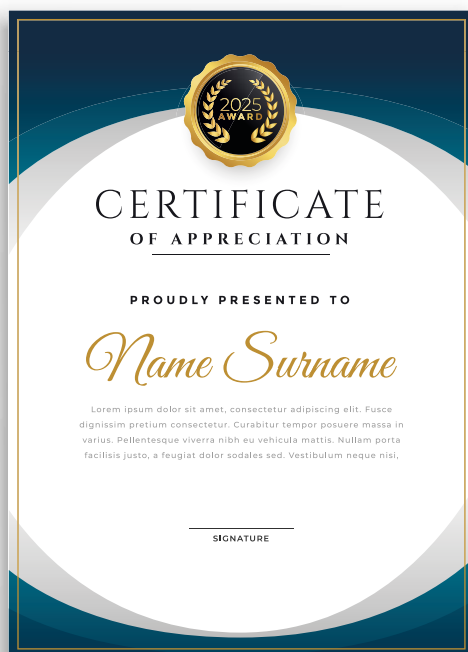 2025
AWARD
CERTIFICATE
OF APPRECIATION
PROUDLY PRESENTED TO
Name Surname
Lorem ipsum dolor sit amet, consectetur adipiscing elit. Fusce
dignissim pretium consectetur. Curabitur tempor posuere massa in
varius. Pellentesque viverra nibh eu vehicula mattis. Nullam porta
facilisis justo, a feugiat dolor sodales sed. Vestibulum neque nisi,
SIGNATURE